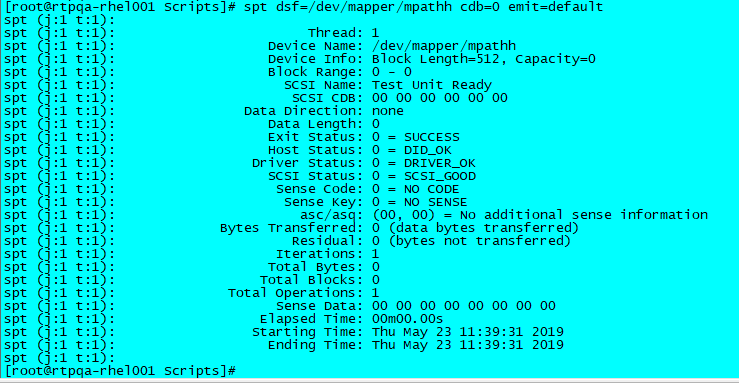 [root@rtpqa-rhel001 Scripts]# spt dsf=/dev/mapper/mpathh cdb=0 emit=default
spt (j:1 t:1):
spt (j:1 t:1): Thread: 1
spt (j:1 t:1): Device Name: /dev/mapper/mpathh
spt (j:1 t:1): Device Info: Block Length=512, Capacity=0
spt (j:1 t:1): Block Range: 0 - 0
spt (j:1 t:1): SCSI Name: Test Unit Ready
spt (j:1 t:1): SCSI CDB: 00 00 00 00 00 00
spt (j:1 t:1): Data Direction: none
spt (j:1 t:1): Data Length: 0
spt (j:1 t:1): Exit Status: 0 = SUCCESS
spt (j:1 t:1): Host Status: 0 = DID_OK
spt (j:1 t:1): Driver Status: 0 = DRIVER_OK
spt (j:1 t:1): SCSI Status: 0 = SCSI_GOOD
spt (j:1 t:1): Sense Code: 0 = NO CODE
spt (j:1 t:1): Sense Key: 0 = NO SENSE
spt (j:1 t:1): asc/asq: (00, 00) = No additional sense information
spt (j:1 t:1): Bytes Transferred: 0 (data bytes transferred)
spt (j:1 t:1): Residual: 0 (bytes not transferred)
spt (j:1 t:1): Iterations: 1
spt (j:1 t:1): Total Bytes: 0
spt (j:1 t:1): Total Blocks: 0
spt (j:1 t:1): Total Operations: 1
spt (j:1 t:1): Sense Data: 00 00 00 00 00 00 00 00
spt (j:1 t:1): Elapsed Time: 00m00.00s
spt (j:1 t:1): Starting Time: Thu May 23 11:39:31 2019
spt (j:1 t:1): Ending Time: Thu May 23 11:39:31 2019
spt (j:1 t:1):
[root@rtpqa-rhel001 Scripts]#